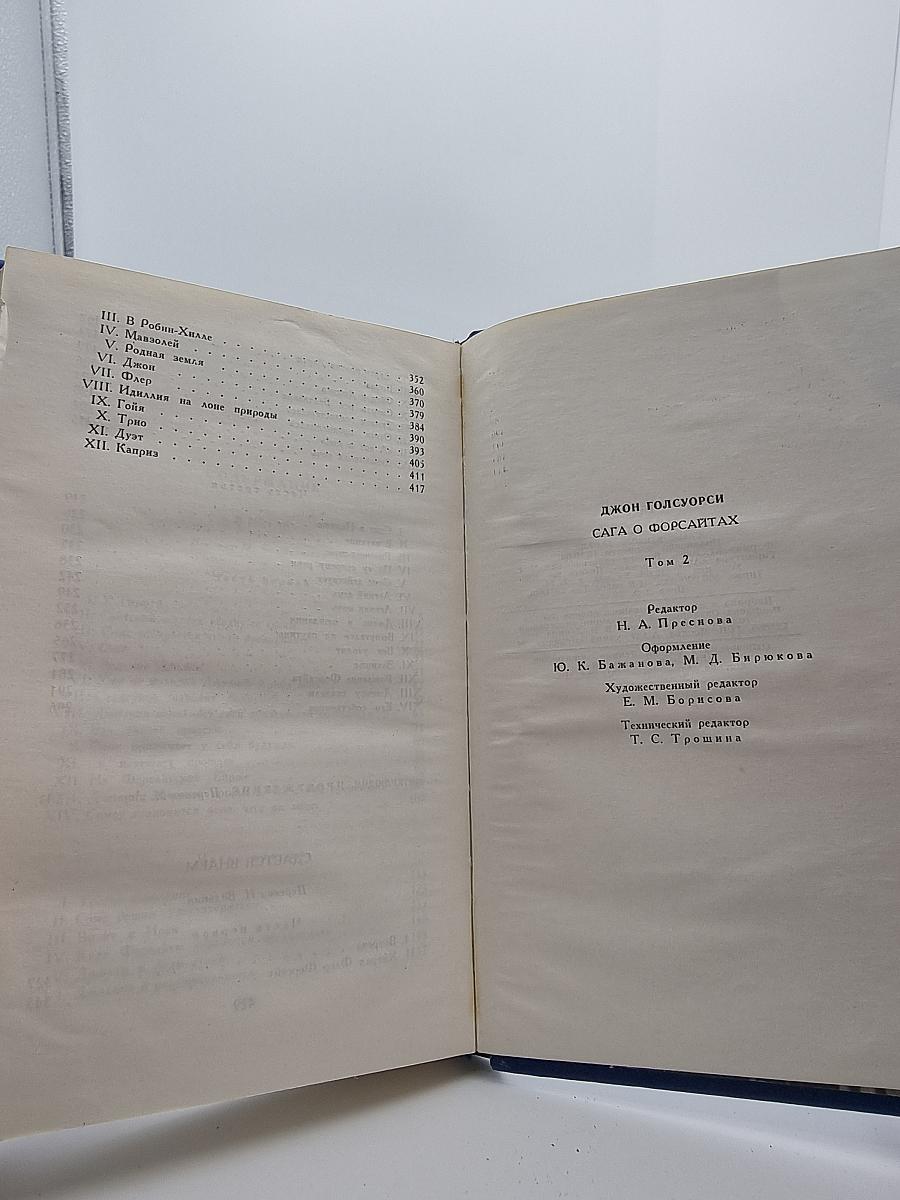 III. В Робин-Хилле 352
IV. Мавзолей 360
V. Родная земля 370
VI. Джон 379
VII. Флер 384
VIII. Идиллия на лоне природы 390
IX. Гойя 393
X. Трио 405
XI. Дуэт 411
XII. Каприз 417
ДЖОН ГОЛСУОРСИ
САГА О ФОРСАЙТАХ
Том 2
Редактор
Н. А. Преснова
Оформление
Ю. К. Бажанова, М. Д. Бирюкова
Художественный редактор
Е. М. Борисова
Технический редактор
Т. С. Трошина